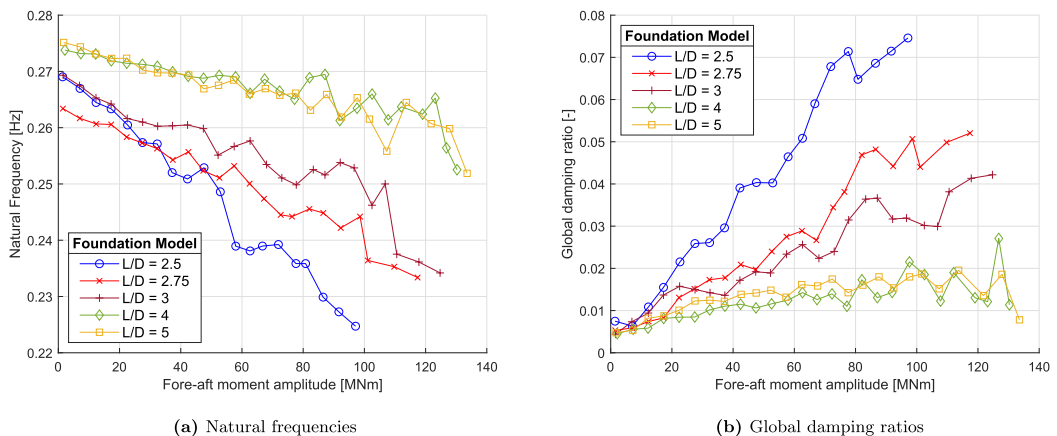 0.28
0.27
0.26
0.25
0.24
0.23
0.22
Natural Frequency [Hz]
Foundation Model
L/D = 2.5
L/D = 2.75
L/D = 3
L/D = 4
L/D = 5
0 20 40 60 80 100 120 140
Fore-aft moment amplitude [MNm]
(a) Natural frequencies
0.08
0.07
0.06
0.05
0.04
0.03
0.02
0.01
0
Global damping ratio [-]
Foundation Model
L/D = 2.5
L/D = 2.75
L/D = 3
L/D = 4
L/D = 5
0 20 40 60 80 100 120 140
Fore-aft moment amplitude [MNm]
(b) Global damping ratios